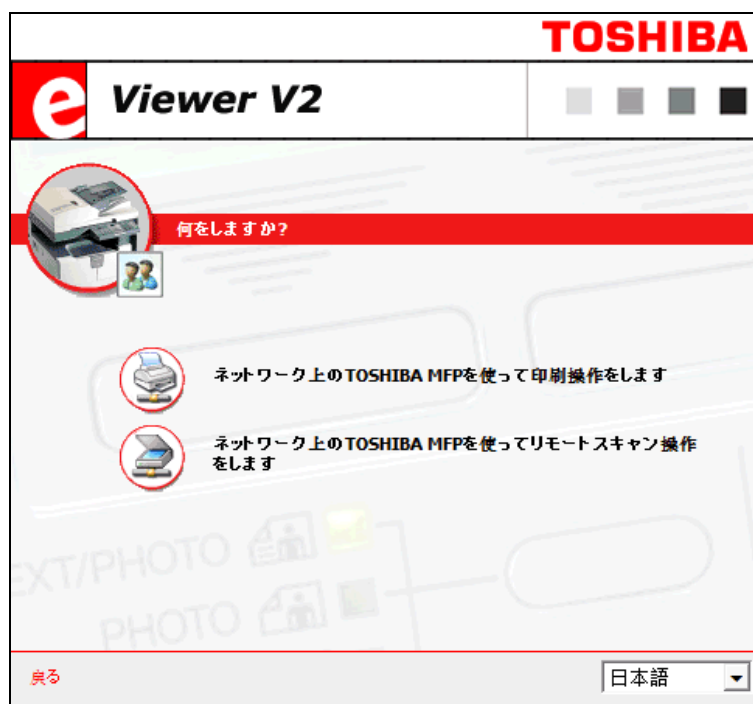 TOSHIBA
e Viewer V2
何をしますか?
ネットワーク上のTOSHIBA MFPを使って印刷操作をします
ネットワーク上のTOSHIBA MFPを使ってリモートスキャン操作
をします
EXT/PHOTO
PHOTO
戻る
日本語